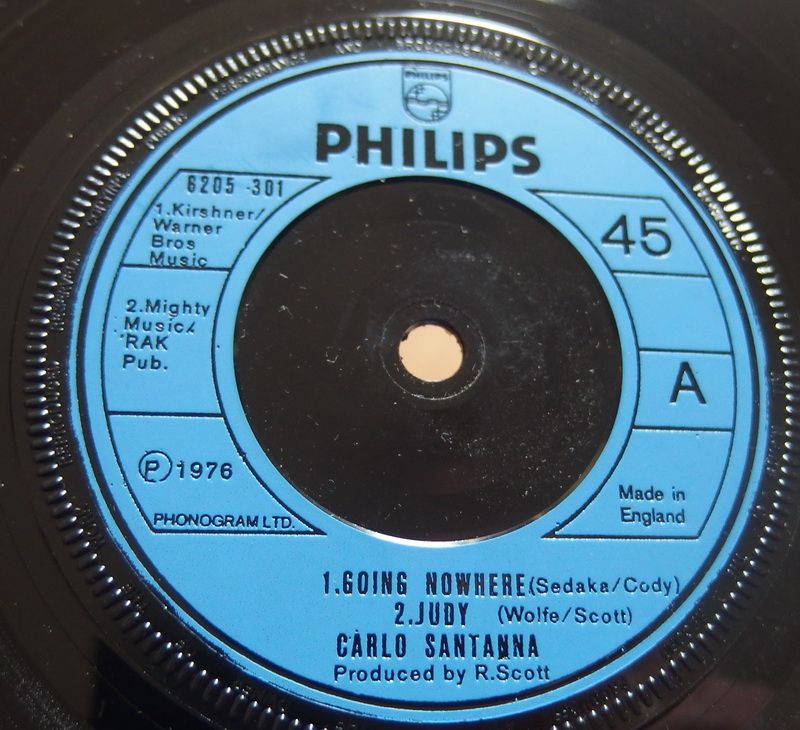 PHILIPS
PHILIPS
6205 301
1.Kirshner/
Warner
Bros
Music
2.Mighty
Music/
RAK
Pub.
Ⓟ 1976
PHONOGRAM LTD.
45
A
Made in
England
1.GOING NOWHERE(Sedaka/Cody)
2.JUDY (Wolfe/Scott)
CARLO SANTANNA
Produced by R.Scott